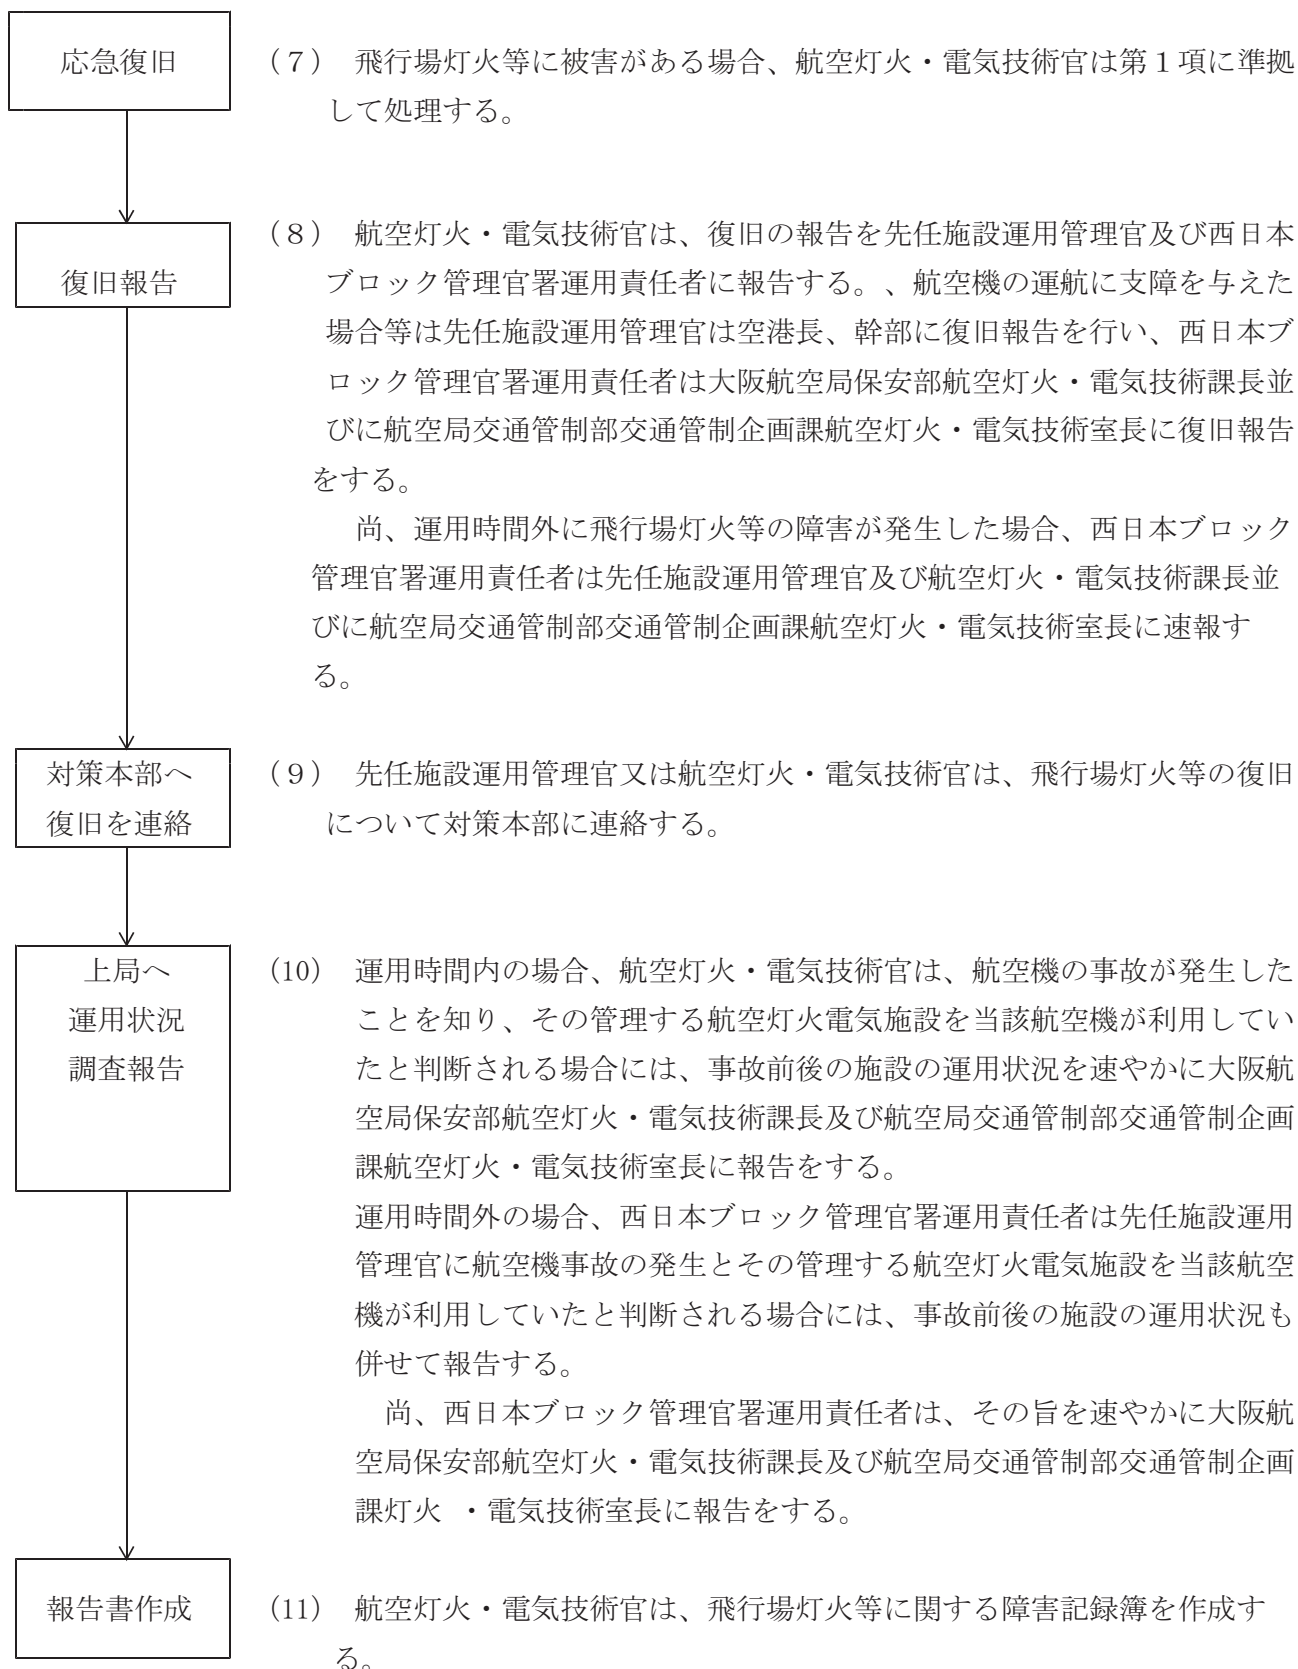 応急復旧
（７）　飛行場灯火等に被害がある場合、航空灯火・電気技術官は第１項に準拠
して処理する。
復旧報告
（８）　航空灯火・電気技術官は、復旧の報告を先任施設運用管理官及び西日本
ブロック管理官署運用責任者に報告する。、航空機の運航に支障を与えた
場合等は先任施設運用管理官は空港長、幹部に復旧報告を行い、西日本ブ
ロック管理官署運用責任者は大阪航空局保安部航空灯火・電気技術課長並
びに航空局交通管制部交通管制企画課航空灯火・電気技術室長に復旧報告
をする。
尚、運用時間外に飛行場灯火等の障害が発生した場合、西日本ブロック
管理官署運用責任者は先任施設運用管理官及び航空灯火・電気技術課長並
びに航空局交通管制部交通管制企画課航空灯火・電気技術室長に速報す
る。
対策本部へ
復旧を連絡
（９）　先任施設運用管理官又は航空灯火・電気技術官は、飛行場灯火等の復旧
について対策本部に連絡する。
上局へ
運用状況
調査報告
(10)　運用時間内の場合、航空灯火・電気技術官は、航空機の事故が発生した
ことを知り、その管理する航空灯火電気施設を当該航空機が利用してい
たと判断される場合には、事故前後の施設の運用状況を速やかに大阪航
空局保安部航空灯火・電気技術課長及び航空局交通管制部交通管制企画
課航空灯火・電気技術室長に報告をする。
運用時間外の場合、西日本ブロック管理官署運用責任者は先任施設運用
管理官に航空機事故の発生とその管理する航空灯火電気施設を当該航空
機が利用していたと判断される場合には、事故前後の施設の運用状況も
併せて報告する。
尚、西日本ブロック管理官署運用責任者は、その旨を速やかに大阪航
空局保安部航空灯火・電気技術課長及び航空局交通管制部交通管制企画
課灯火　・電気技術室長に報告をする。
報告書作成
(11)　航空灯火・電気技術官は、飛行場灯火等に関する障害記録簿を作成す
る。